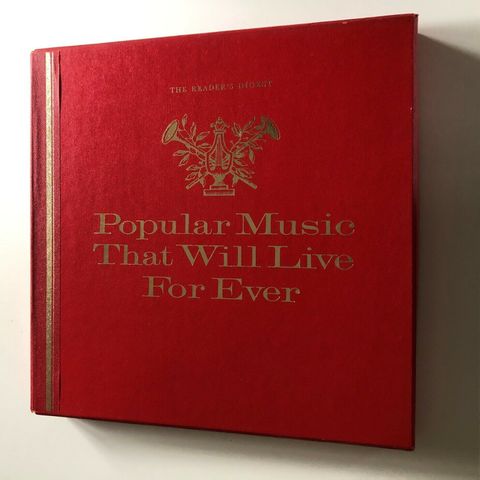 THE READER'S DIGEST
Popular Music
That Will Live
For Ever